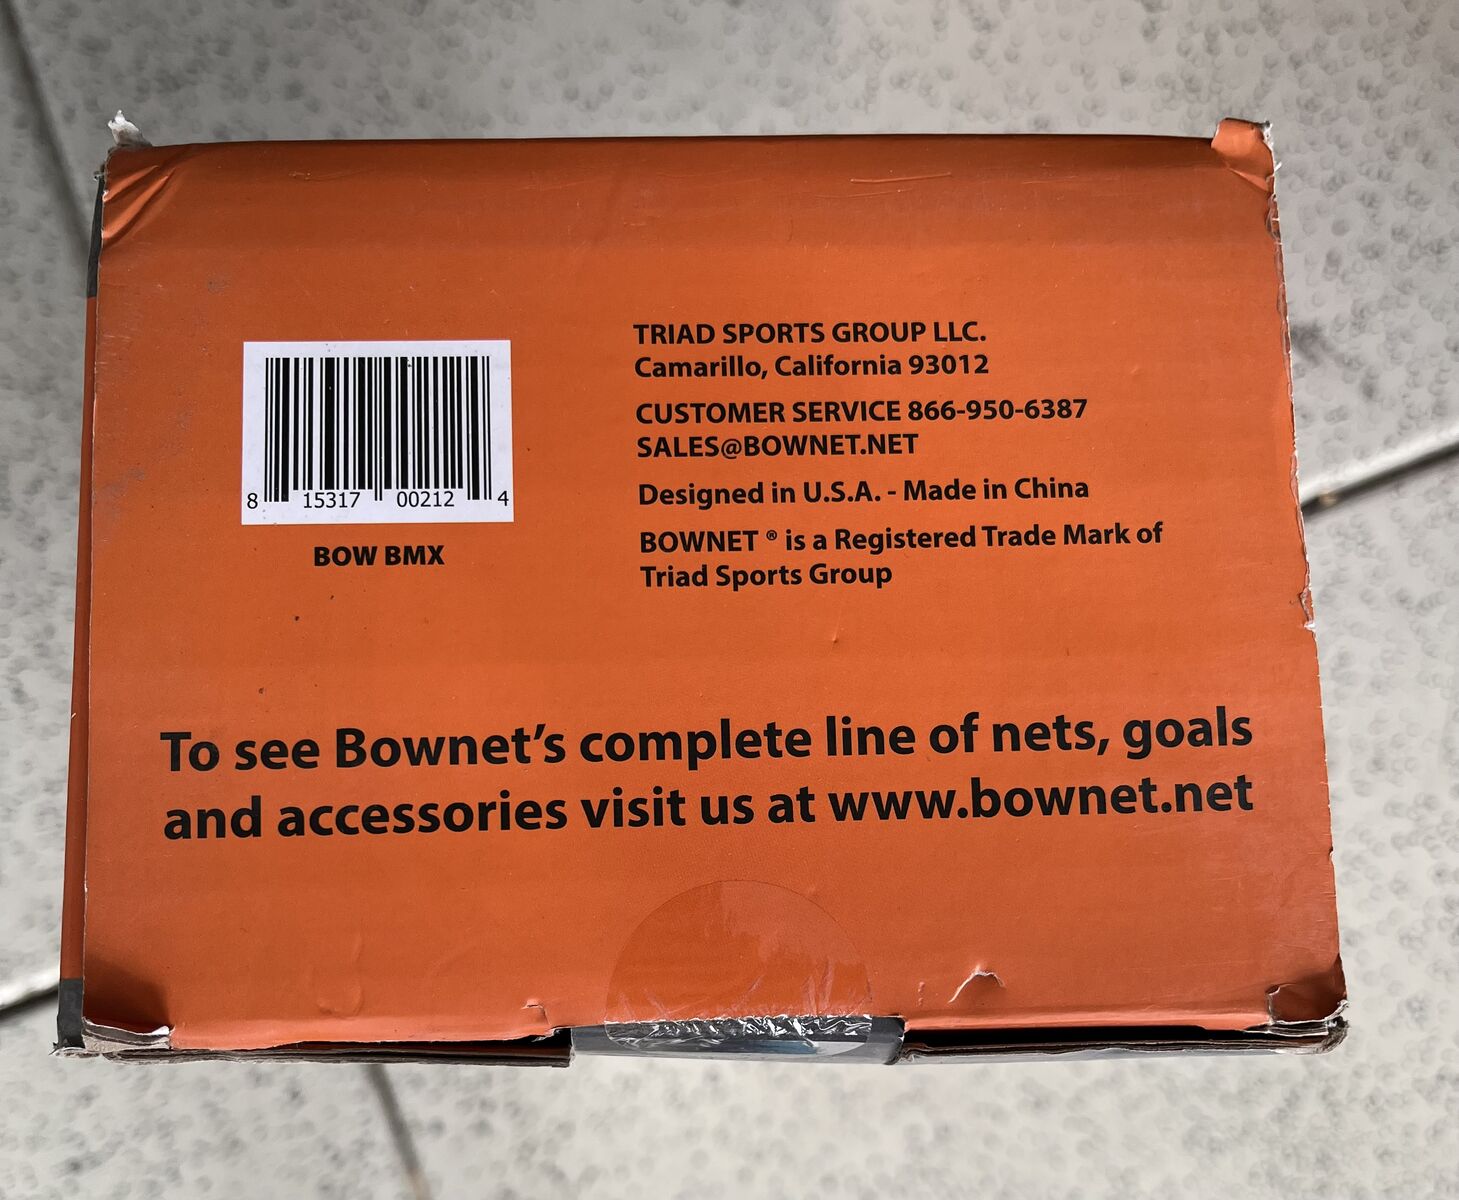 8 15317 00212 4
BOW BMX
TRIAD SPORTS GROUP LLC.
Camarillo, California 93012
CUSTOMER SERVICE 866-950-6387
SALES@BOWNET.NET
Designed in U.S.A. - Made in China
BOWNET ® is a Registered Trade Mark of
Triad Sports Group
To see Bownet’s complete line of nets, goals
and accessories visit us at www.bownet.net